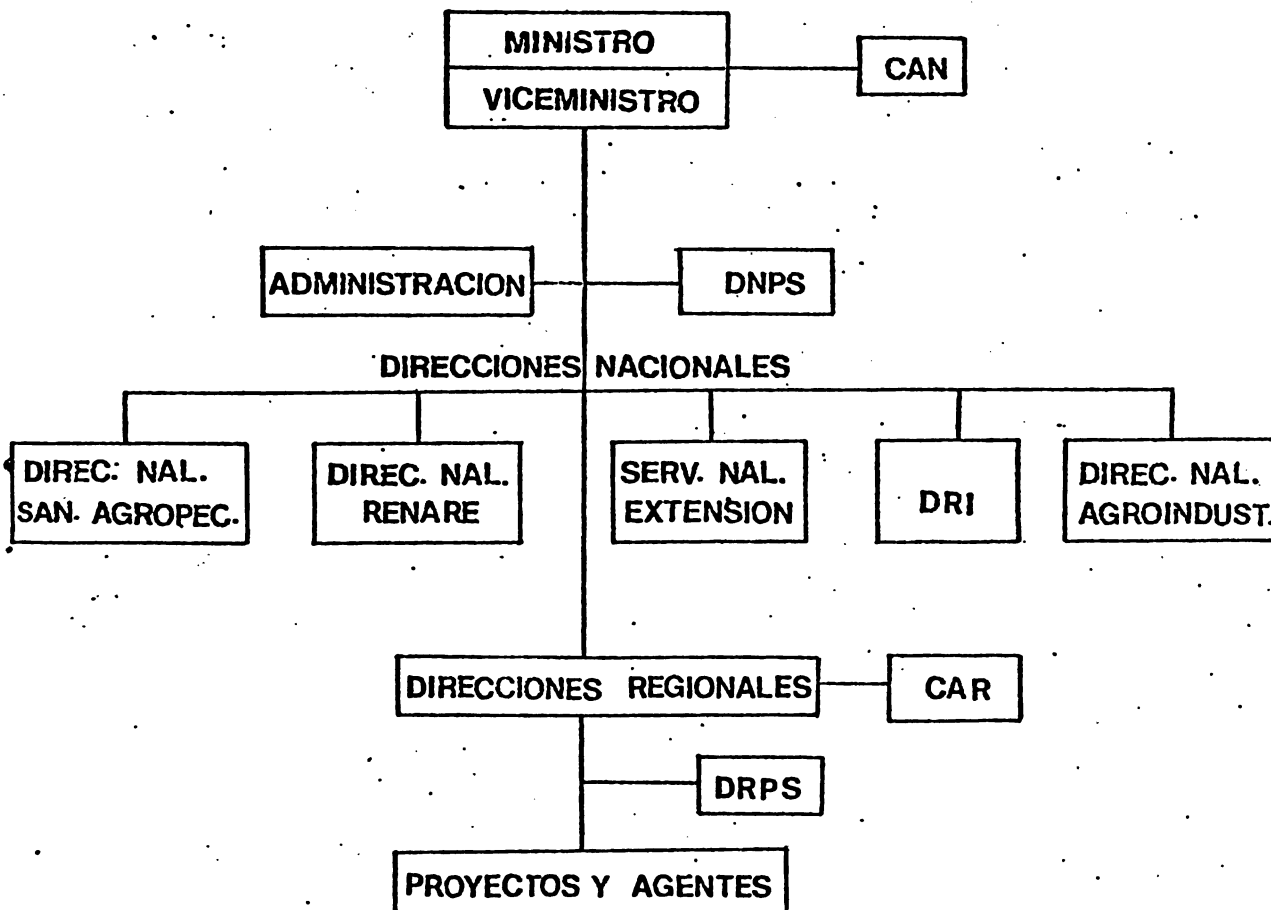 MINISTRO
CAN
VICEMINISTRO
ADMINISTRACION
DNPS
DIRECCIONES NACIONALES
DIREC. NAL.
SAN. AGROPEC.
DIREC. NAL.
RENARE
SERV. NAL.
EXTENSION
DRI
DIREC. NAL.
AGROINDUST.
DIRECCIONES REGIONALES
CAR
DRPS
PROYECTOS Y AGENTES